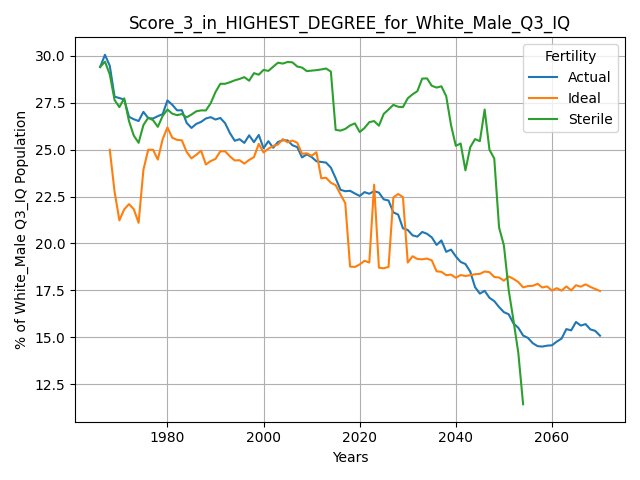 Score_3_in_HIGHEST_DEGREE_for_White_Male_Q3_IQ
Fertility
Actual
Ideal
Sterile
% of White_Male Q3_IQ Population
30.0
27.5
25.0
22.5
20.0
17.5
15.0
12.5
1980
2000
2020
2040
2060
Years